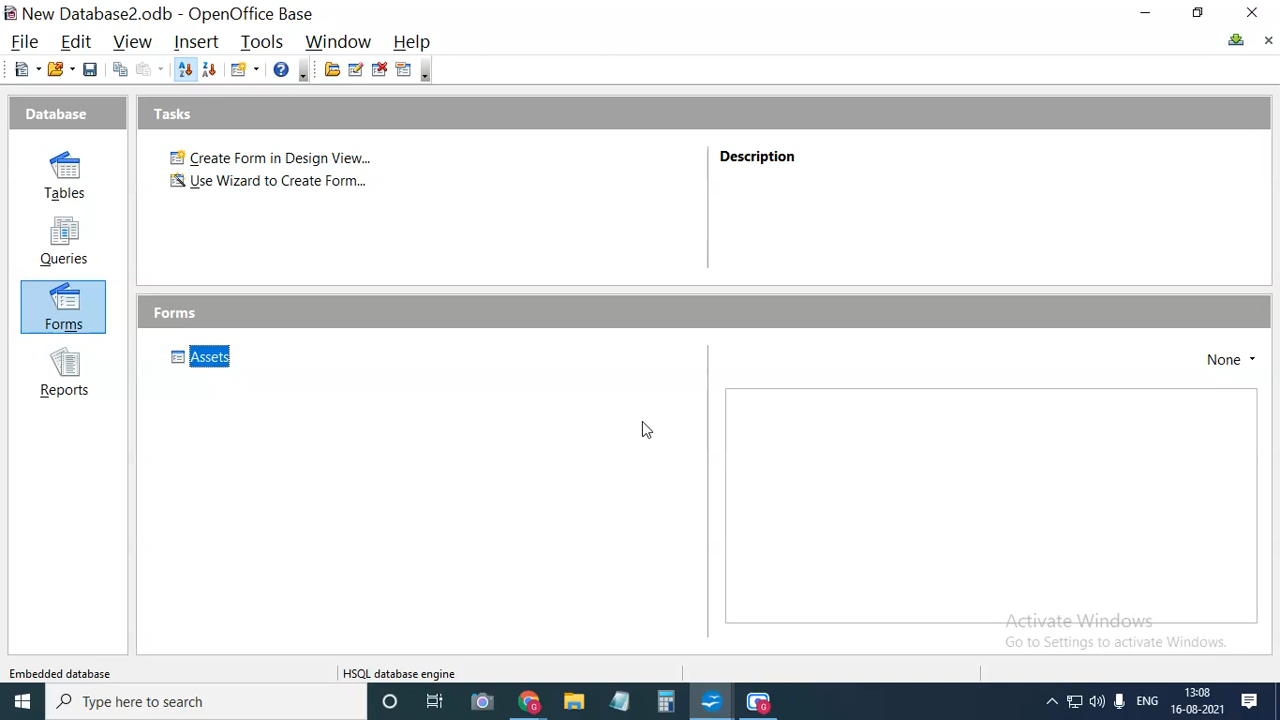 New Database2.odb - OpenOffice Base
File Edit View Insert Tools Window Help
Database
Tasks
Tables
Queries
Forms
Reports
Create Form in Design View...
Use Wizard to Create Form...
Description
Forms
Assets
None
Activate Windows
Go to Settings to activate Windows.
Embedded database
HSQL database engine
Type here to search
ENG
13:08
16-08-2021